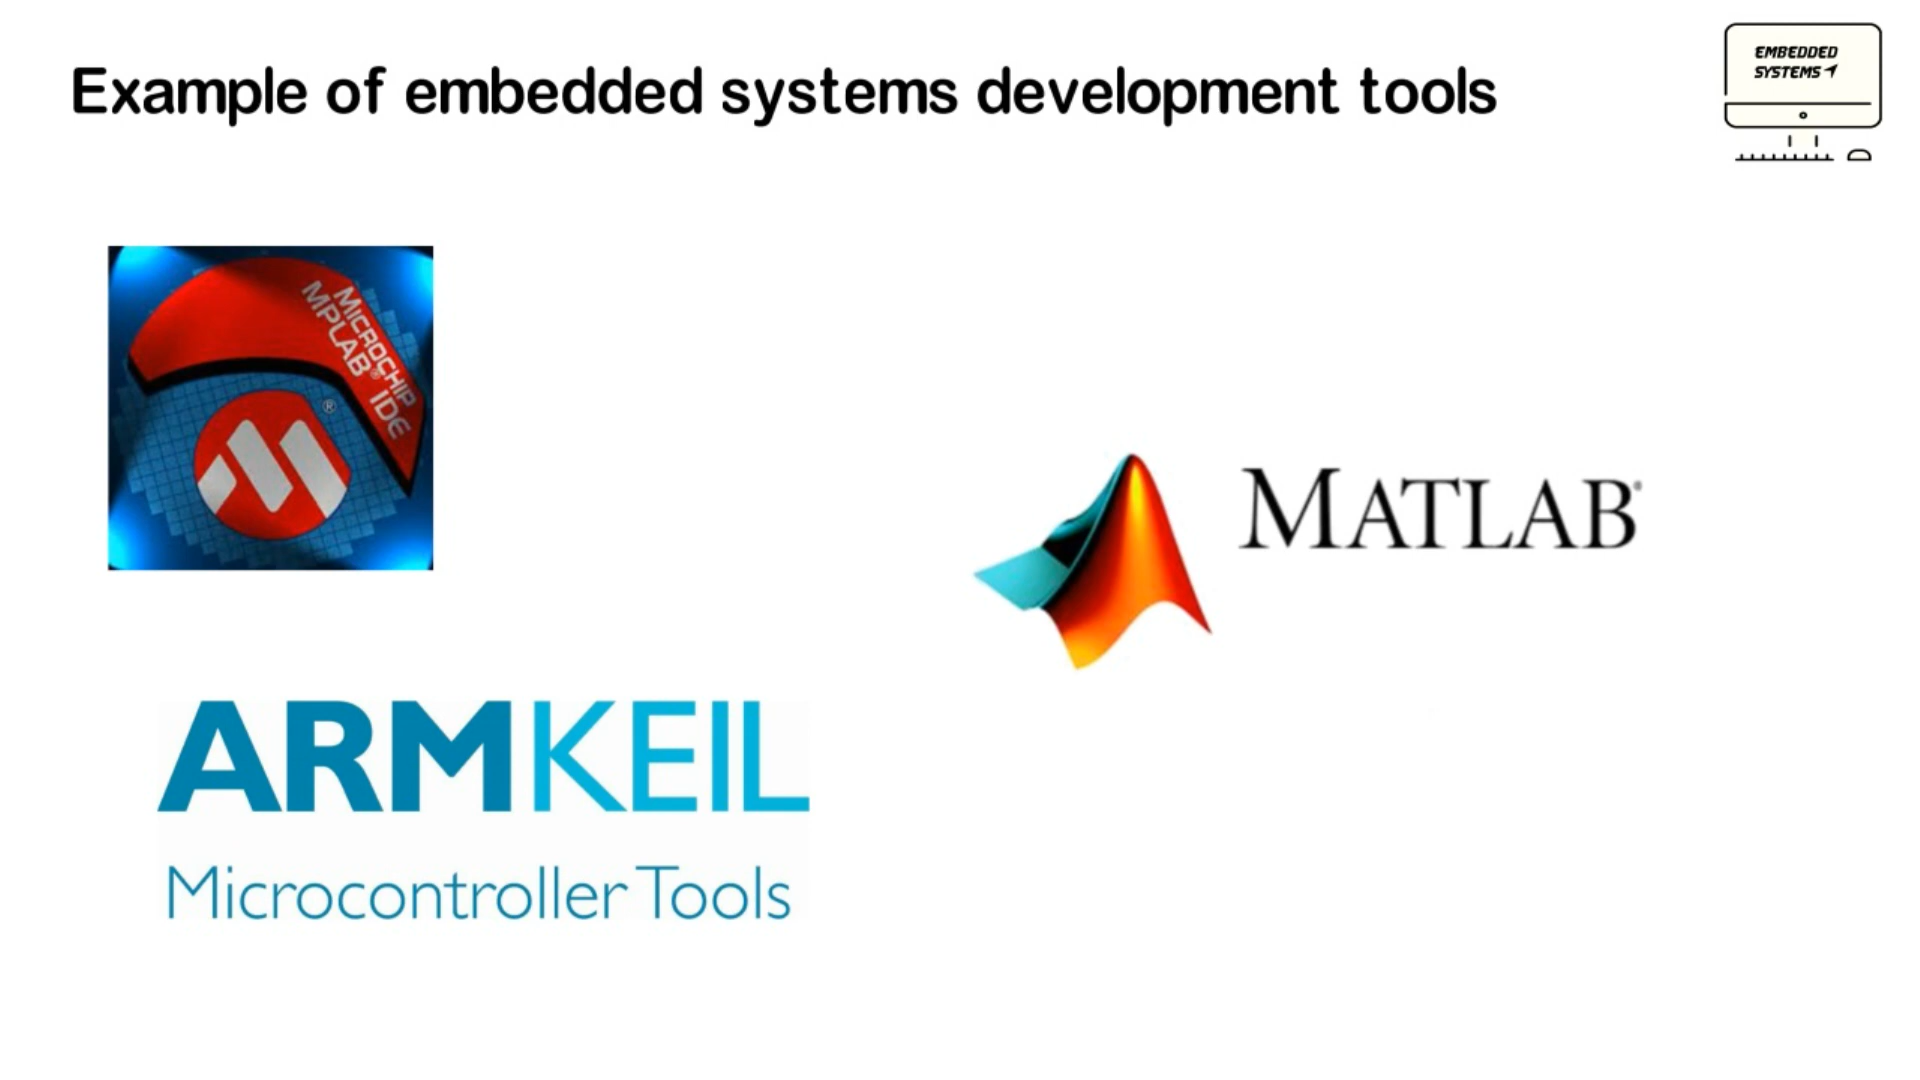 Example of embedded systems development tools
EMBEDDED
SYSTEMS
MICROCHIP
MPLAB® IDE
®
MATLAB®
ARMKEIL
Microcontroller Tools